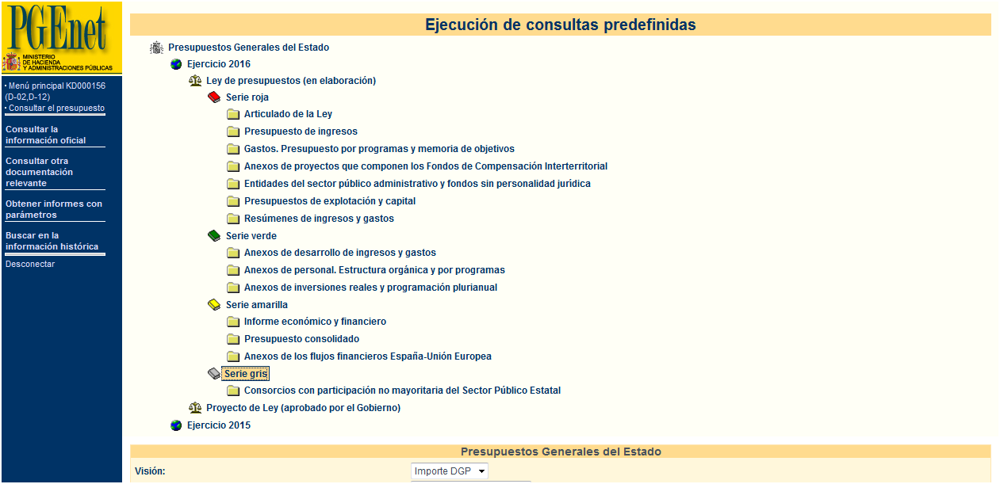 PGEnet
MINISTERIO
DE HACIENDA
Y ADMINISTRACIONES PÚBLICAS
Menú principal KD000156
(D-02,D-12)
Consultar el presupuesto
Consultar la
información oficial
Consultar otra
documentación
relevante
Obtener informes con
parámetros
Buscar en la
información histórica
Desconectar
Ejecución de consultas predefinidas
Presupuestos Generales del Estado
Ejercicio 2016
Ley de presupuestos (en elaboración)
Serie roja
Articulado de la Ley
Presupuesto de ingresos
Gastos. Presupuesto por programas y memoria de objetivos
Anexos de proyectos que componen los Fondos de Compensación Interterritorial
Entidades del sector público administrativo y fondos sin personalidad jurídica
Presupuestos de explotación y capital
Resúmenes de ingresos y gastos
Serie verde
Anexos de desarrollo de ingresos y gastos
Anexos de personal. Estructura orgánica y por programas
Anexos de inversiones reales y programación plurianual
Serie amarilla
Informe económico y financiero
Presupuesto consolidado
Anexos de los flujos financieros España-Unión Europea
Serie gris
Consorcios con participación no mayoritaria del Sector Público Estatal
Proyecto de Ley (aprobado por el Gobierno)
Ejercicio 2015
Presupuestos Generales del Estado
Visión:
Importe DGP